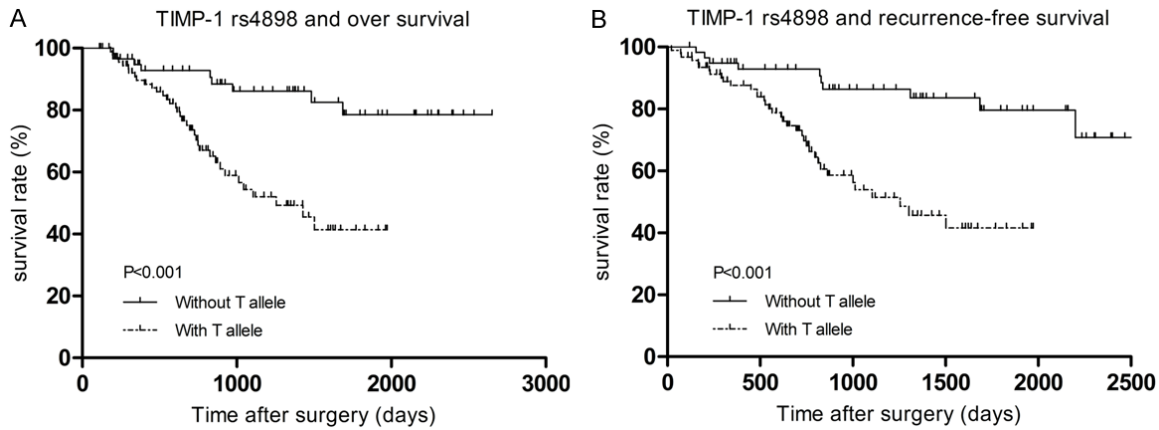 A
TIMP-1 rs4898 and over survival
survival rate (%)
100
80
60
40
20
0
P<0.001
Without T allele
With T allele
0
1000
2000
3000
Time after surgery (days)
B
TIMP-1 rs4898 and recurrence-free survival
survival rate (%)
100
80
60
40
20
0
P<0.001
Without T allele
With T allele
0
500
1000
1500
2000
2500
Time after surgery (days)